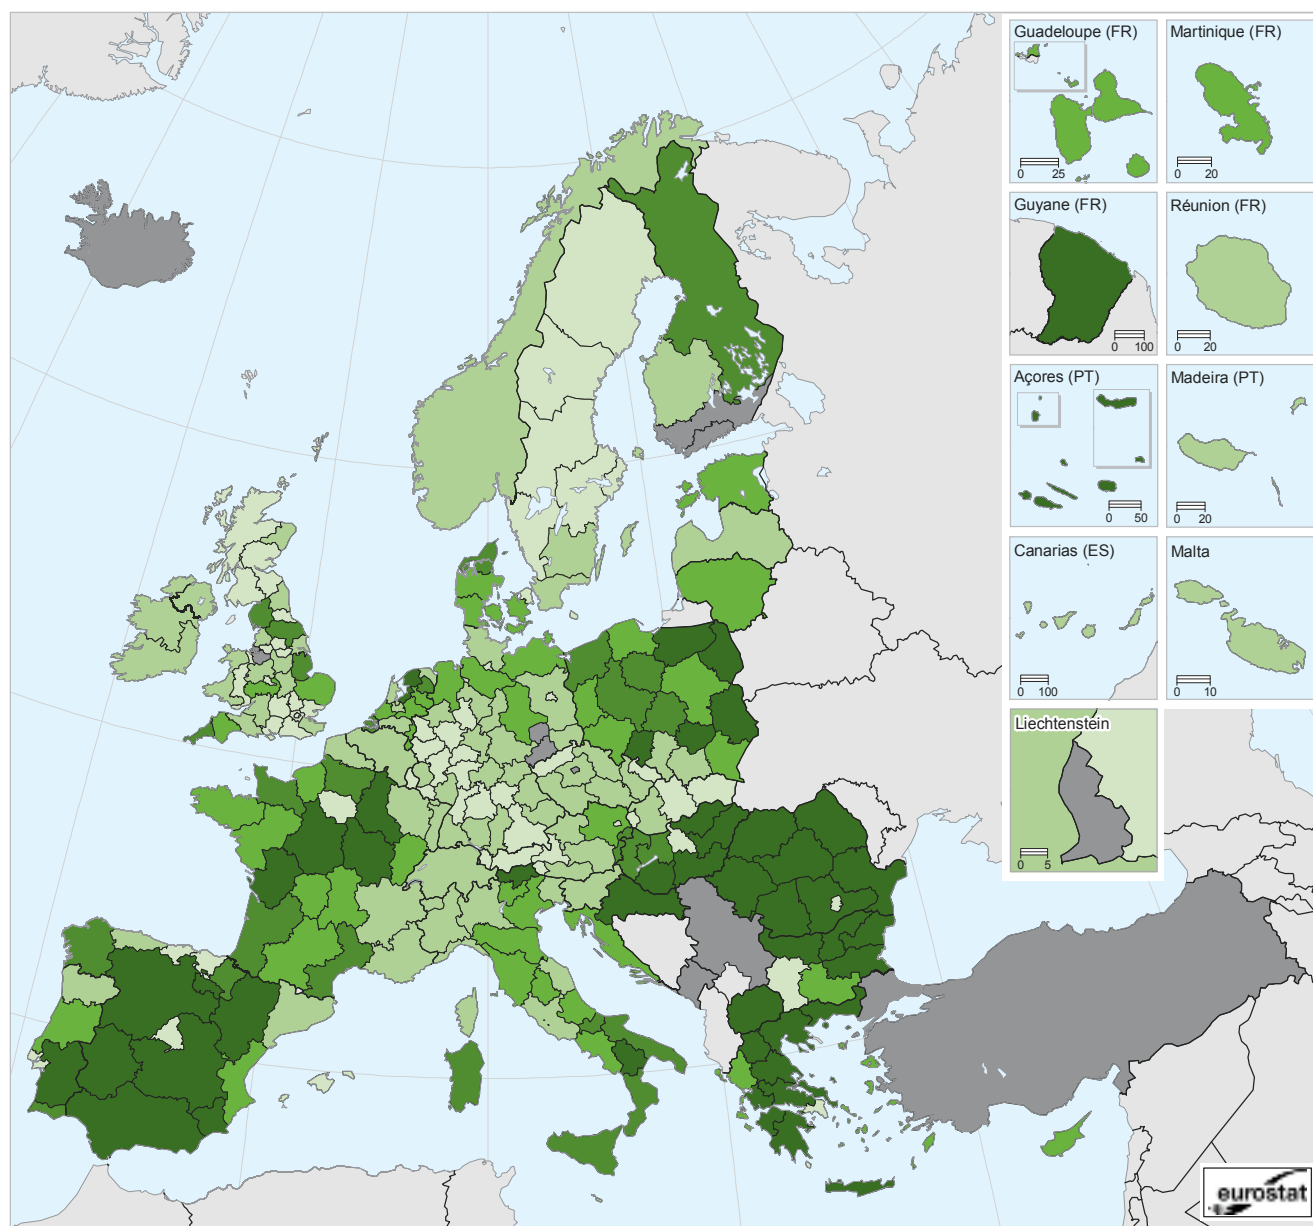 Guadeloupe (FR)
0 25
Martinique (FR)
0 20
Guyane (FR)
0 100
Réunion (FR)
0 20
Açores (PT)
0 50
Madeira (PT)
0 20
Canarias (ES)
0 100
Malta
0 10
Liechtenstein
0 5
eurostat